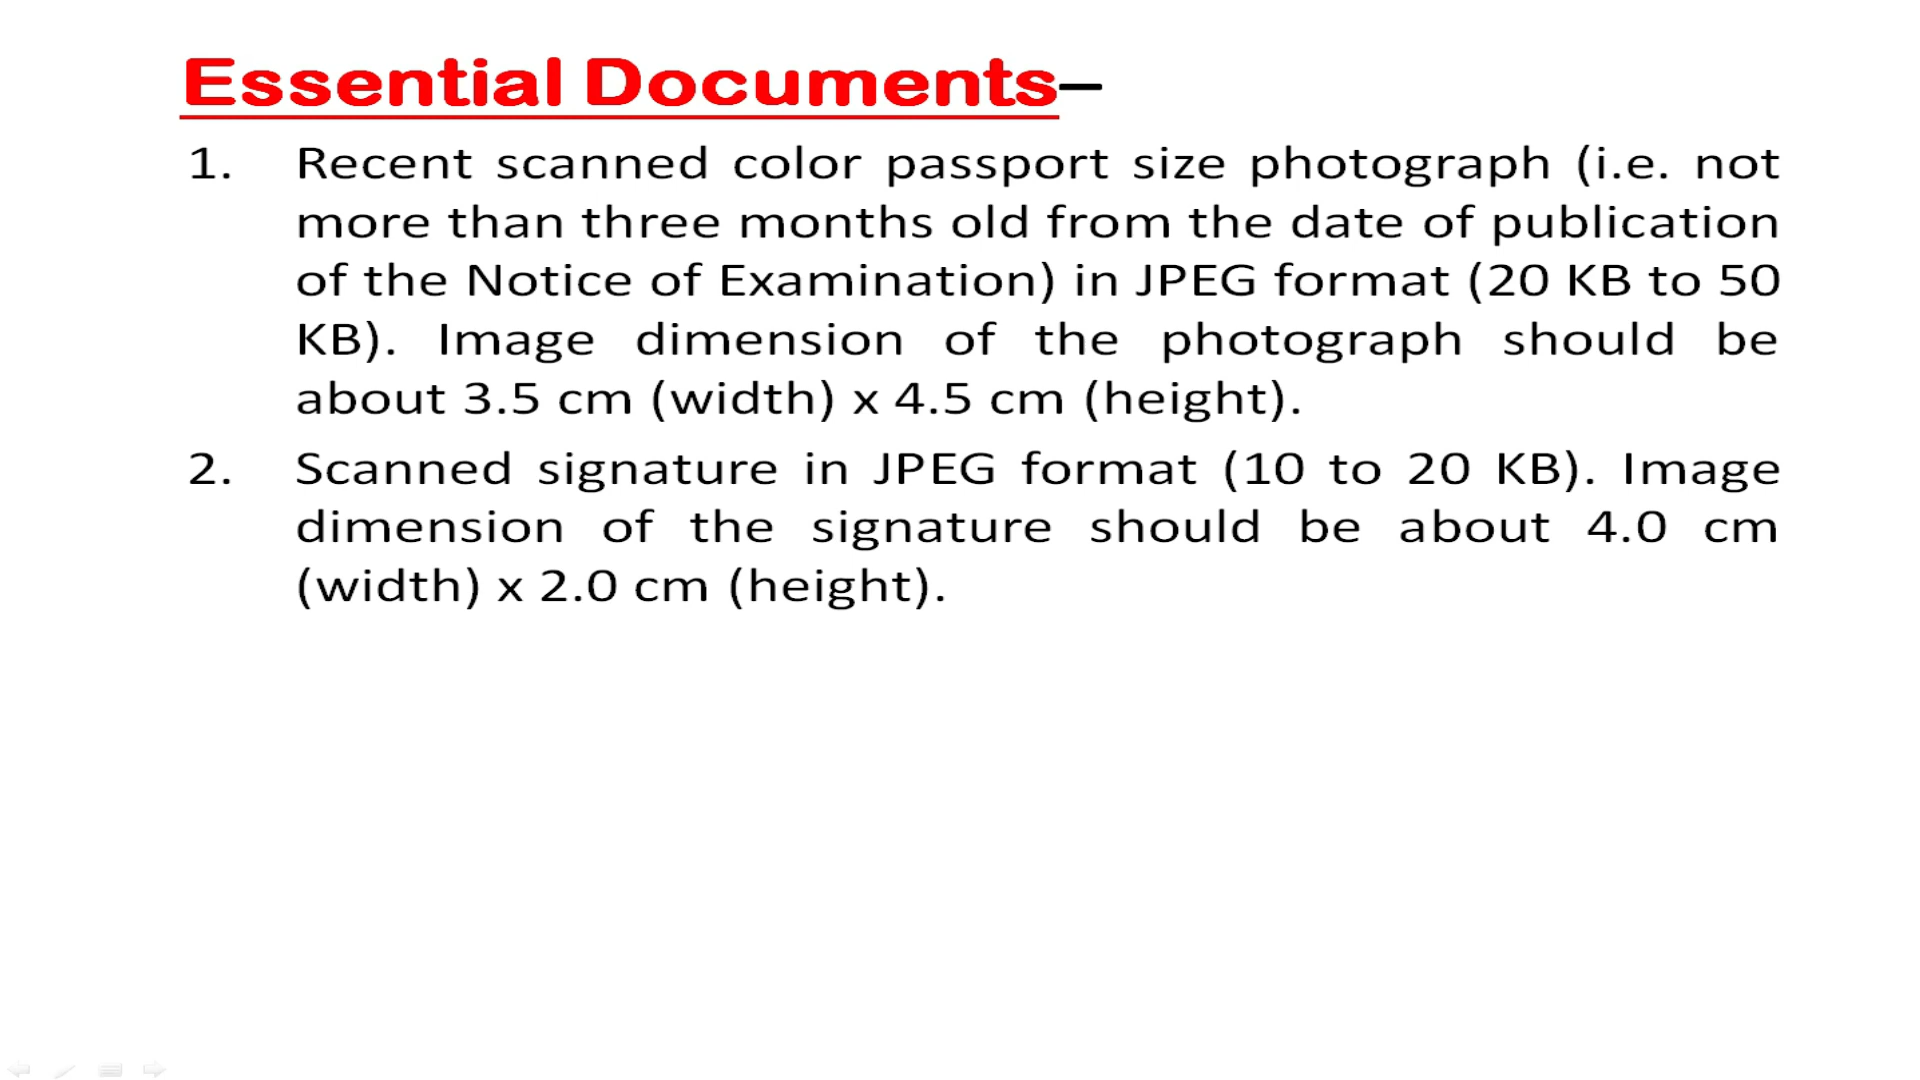 Essential Documents–
1. Recent scanned color passport size photograph (i.e. not
more than three months old from the date of publication
of the Notice of Examination) in JPEG format (20 KB to 50
KB). Image dimension of the photograph should be
about 3.5 cm (width) x 4.5 cm (height).
2. Scanned signature in JPEG format (10 to 20 KB). Image
dimension of the signature should be about 4.0 cm
(width) x 2.0 cm (height).